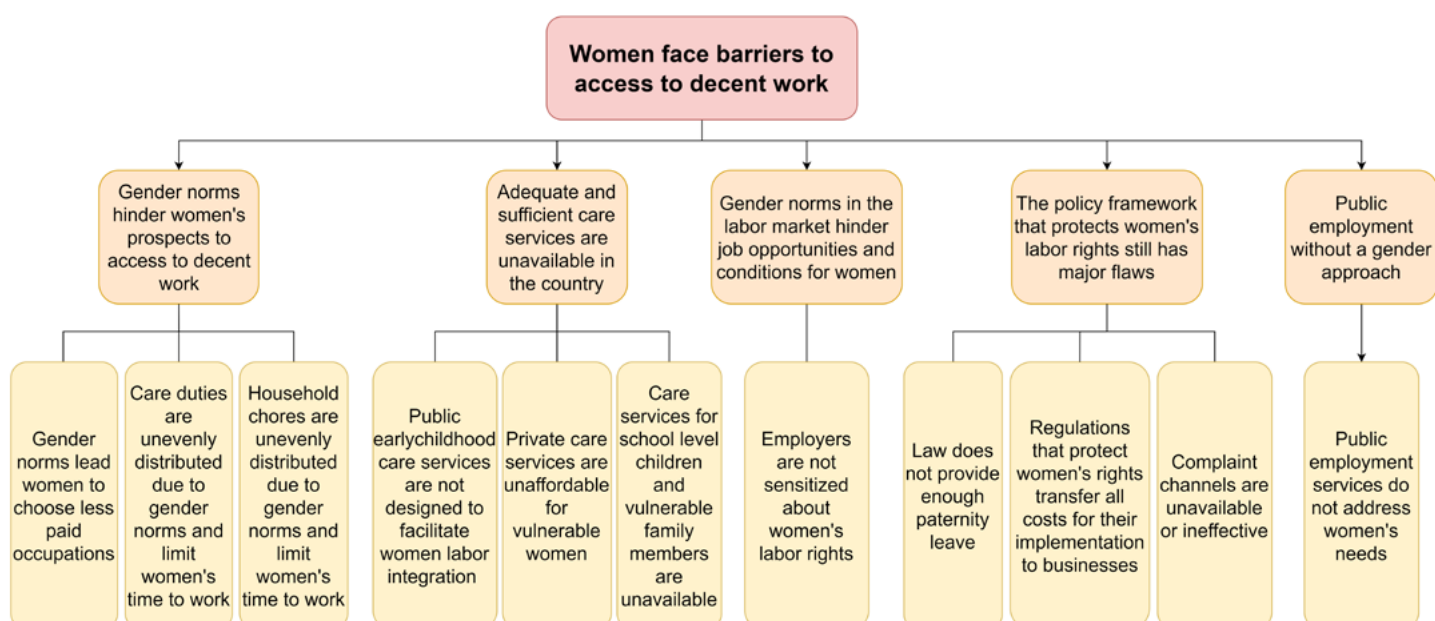 Women face barriers to
access to decent work
Gender norms
hinder women's
prospects to
access to decent
work
Adequate and
sufficient care
services are
unavailable in
the country
Gender norms in the
labor market hinder
job opportunities and
conditions for women
The policy framework
that protects women's
labor rights still has
major flaws
Public
employment
without a gender
approach
Gender
norms lead
women to
choose less
paid
occupations
Care duties
are
unevenly
distributed
due to
gender
norms and
limit
women's
time to work
Household
chores are
unevenly
distributed
due to
gender
norms and
limit
women's
time to work
Public
earlychildhood
care services
are not
designed to
facilitate
women labor
integration
Private care
services are
unaffordable
for
vulnerable
women
Care
services for
school level
children
and
vulnerable
family
members
are
unavailable
Employers
are not
sensitized
about
women's
labor rights
Law does
not provide
enough
paternity
leave
Regulations
that protect
women's rights
transfer all
costs for their
implementation
to businesses
Complaint
channels are
unavailable
or ineffective
Public
employment
services do
not address
women's
needs